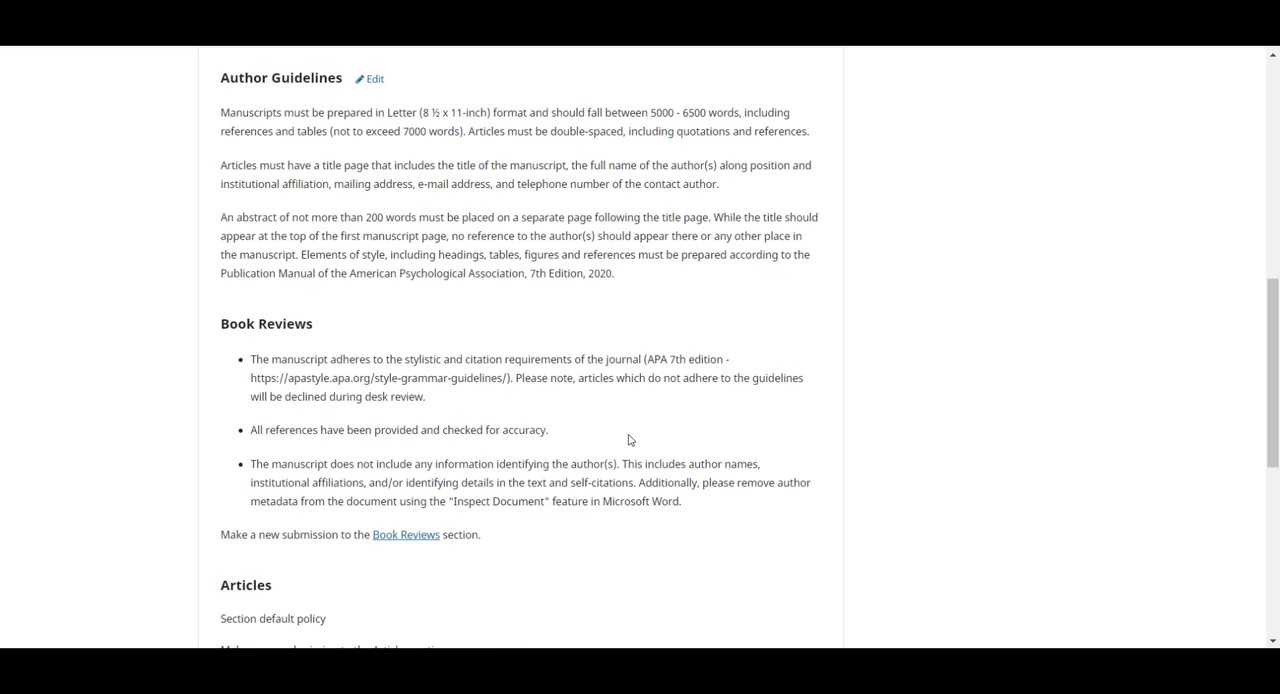 Author Guidelines Edit
Manuscripts must be prepared in Letter (8 ½ x 11-inch) format and should fall between 5000 - 6500 words, including
references and tables (not to exceed 7000 words). Articles must be double-spaced, including quotations and references.
Articles must have a title page that includes the title of the manuscript, the full name of the author(s) along position and
institutional affiliation, mailing address, e-mail address, and telephone number of the contact author.
An abstract of not more than 200 words must be placed on a separate page following the title page. While the title should
appear at the top of the first manuscript page, no reference to the author(s) should appear there or any other place in
the manuscript. Elements of style, including headings, tables, figures and references must be prepared according to the
Publication Manual of the American Psychological Association, 7th Edition, 2020.
Book Reviews
• The manuscript adheres to the stylistic and citation requirements of the journal (APA 7th edition -
https://apastyle.apa.org/style-grammar-guidelines/). Please note, articles which do not adhere to the guidelines
will be declined during desk review.
• All references have been provided and checked for accuracy.
• The manuscript does not include any information identifying the author(s). This includes author names,
institutional affiliations, and/or identifying details in the text and self-citations. Additionally, please remove author
metadata from the document using the "Inspect Document" feature in Microsoft Word.
Make a new submission to the Book Reviews section.
Articles
Section default policy